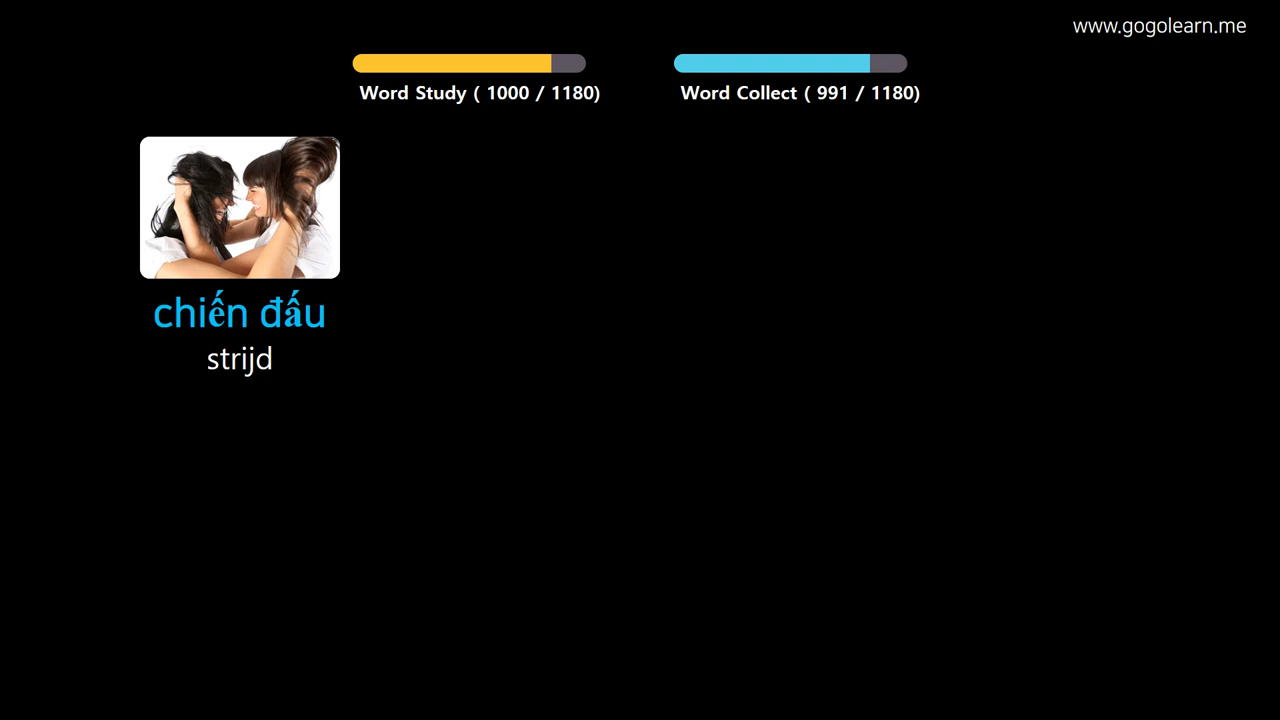 www.gogolearn.me
Word Study ( 1000 / 1180)
Word Collect ( 991 / 1180)
chiến đấu
strijd